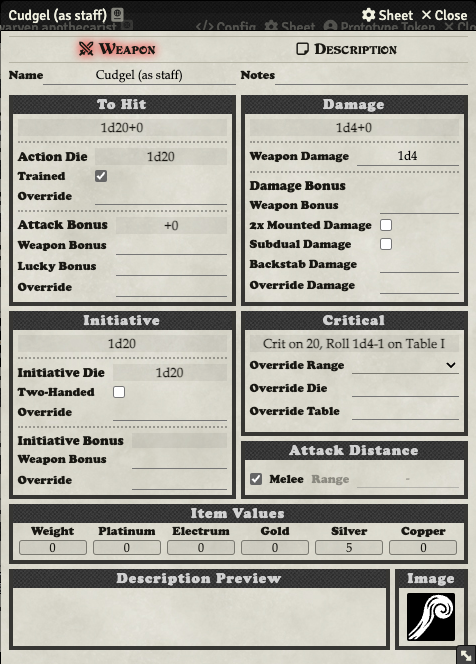 Cudgel (as staff) Sheet Close
Config Sheet Prototype Token
WEAPON DESCRIPTION
Name Cudgel (as staff) Notes
To Hit
1d20+0
Action Die 1d20
Trained
Override
Attack Bonus +0
Weapon Bonus
Lucky Bonus
Override
Damage
1d4+0
Weapon Damage 1d4
Damage Bonus
Weapon Bonus
2x Mounted Damage
Subdual Damage
Backstab Damage
Override Damage
Initiative
1d20
Initiative Die 1d20
Two-Handed
Override
Initiative Bonus
Weapon Bonus
Override
Critical
Crit on 20, Roll 1d4-1 on Table I
Override Range
Override Die
Override Table
Attack Distance
Melee Range -
Item Values
Weight Platinum Electrum Gold Silver Copper
0 0 0 0 5 0
Description Preview
Image